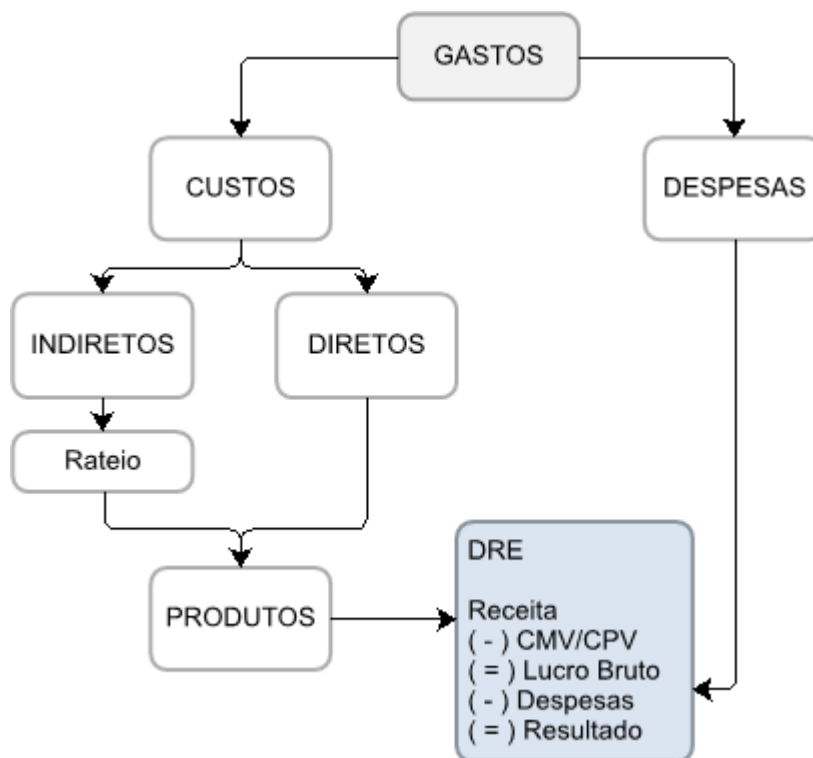 GASTOS
CUSTOS
DESPESAS
INDIRETOS
DIRETOS
Rateio
PRODUTOS
DRE
Receita
( - ) CMV/CPV
( = ) Lucro Bruto
( - ) Despesas
( = ) Resultado